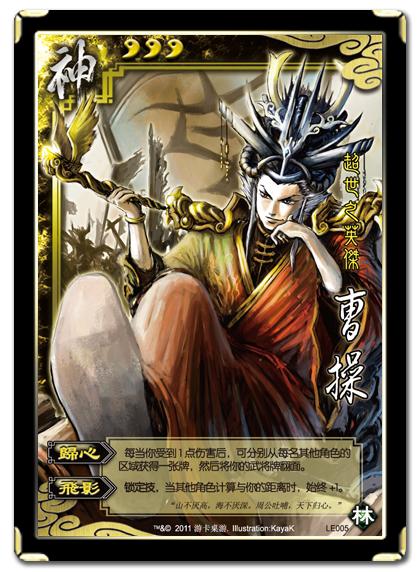 神
超世之英傑
曹操
歸心
每当你受到1点伤害后，可分别从每名其他角色的
区域获得一张牌，然后将你的武将牌翻面。
飛影
锁定技，当其他角色计算与你的距离时，始终+1。
“山不厌高，海不厌深，周公吐哺，天下归心。”
™&© 2011 游卡桌游. Illustration:KayaK
LE005
林